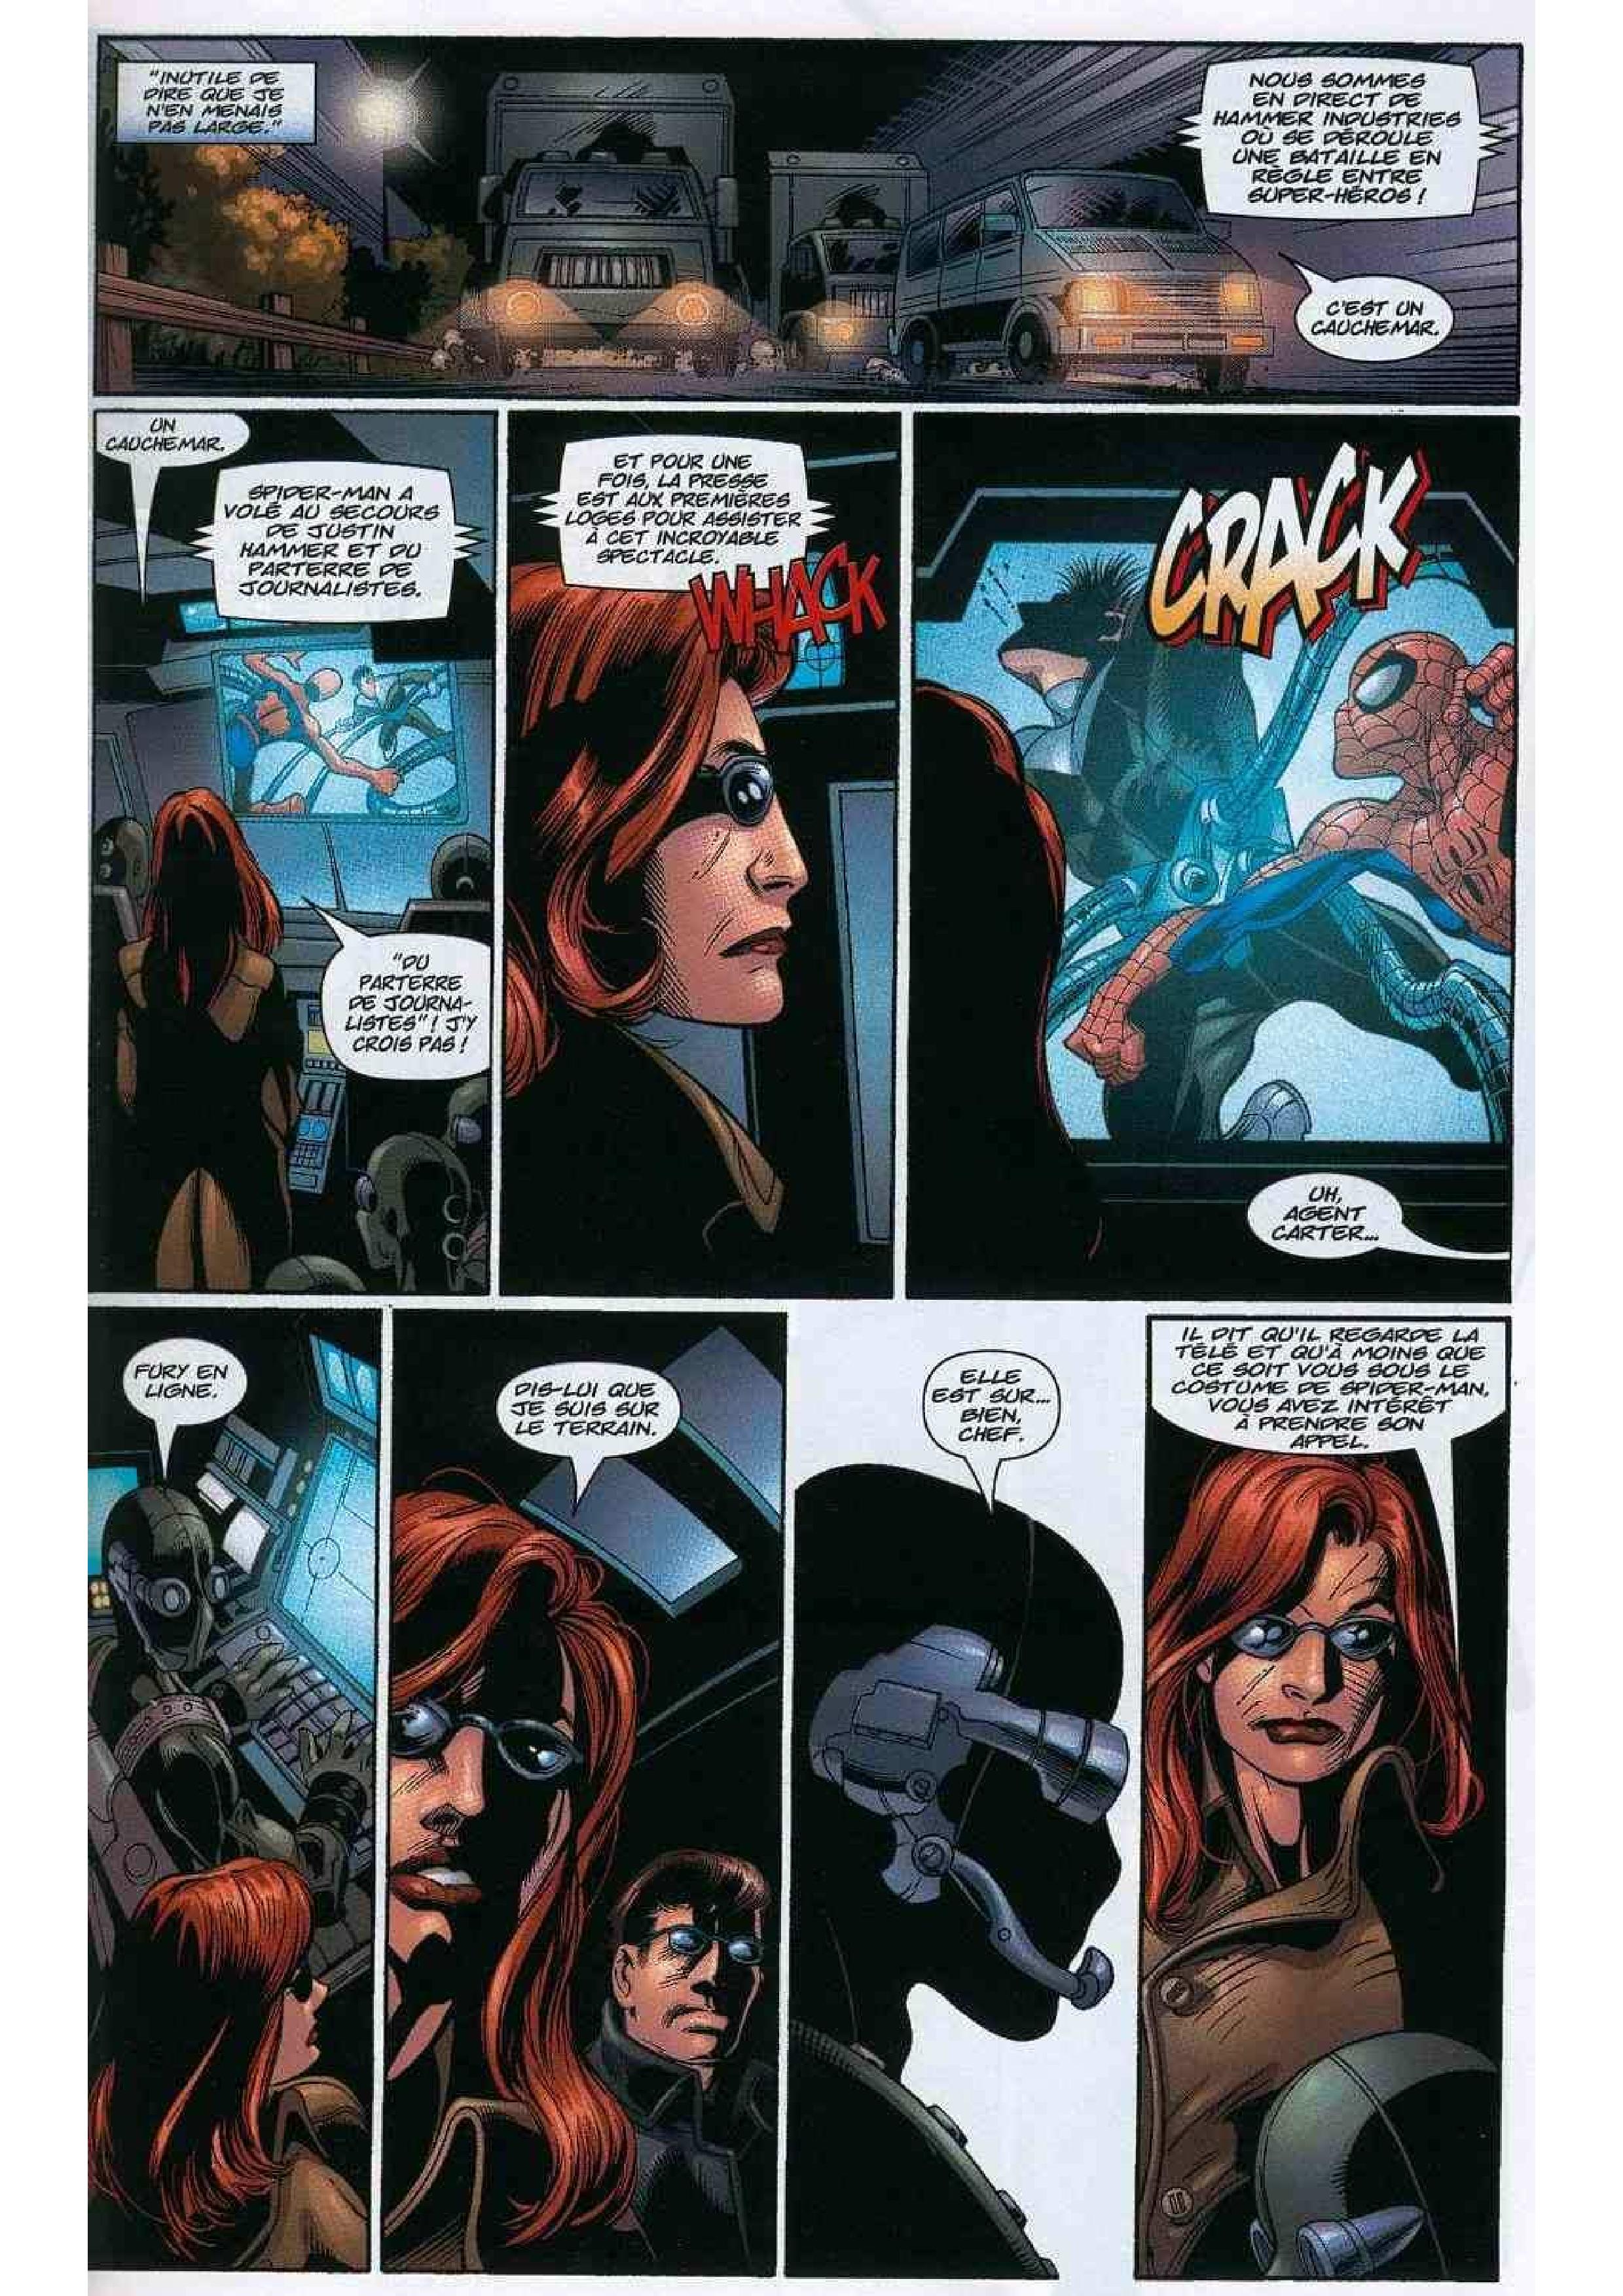 "INUTILE DE
DIRE QUE JE
N'EN MENAIS
PAS LARGE."
NOUS SOMMES
EN DIRECT DE
HAMMER INDUSTRIES
OÙ SE DÉROULE
UNE BATAILLE EN
RÈGLE ENTRE
SUPER-HÉROS !
C'EST UN
CAUCHEMAR.
UN
CAUCHEMAR.
SPIDER-MAN A
VOLÉ AU SECOURS
DE JUSTIN
HAMMER ET DU
PARTERRE DE
JOURNALISTES.
"DU
PARTERRE
DE JOURNA-
LISTES" ! J'Y
CROIS PAS !
ET POUR UNE
FOIS, LA PRESSE
EST AUX PREMIÈRES
LOGES POUR ASSISTER
À CET INCROYABLE
SPECTACLE.
WHACK
CRACK
UH,
AGENT
CARTER...
FURY EN
LIGNE.
DIS-LUI QUE
JE SUIS SUR
LE TERRAIN.
ELLE
EST SUR...
BIEN,
CHEF.
IL DIT QU'IL REGARDE LA
TÉLÉ ET QU'À MOINS QUE
CE SOIT VOUS SOUS LE
COSTUME DE SPIDER-MAN,
VOUS AVEZ INTÉRÊT
À PRENDRE SON
APPEL.